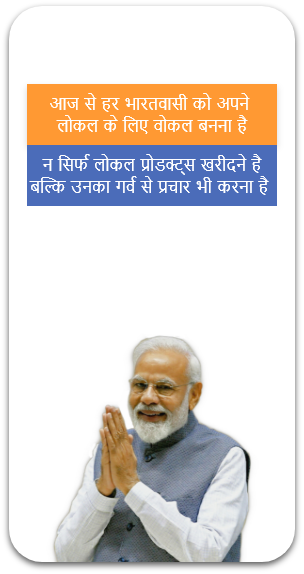 आज से हर भारतवासी को अपने
लोकल के लिए वोकल बनना है
न सिर्फ लोकल प्रोडक्ट्स खरीदने है
बल्कि उनका गर्व से प्रचार भी करना है